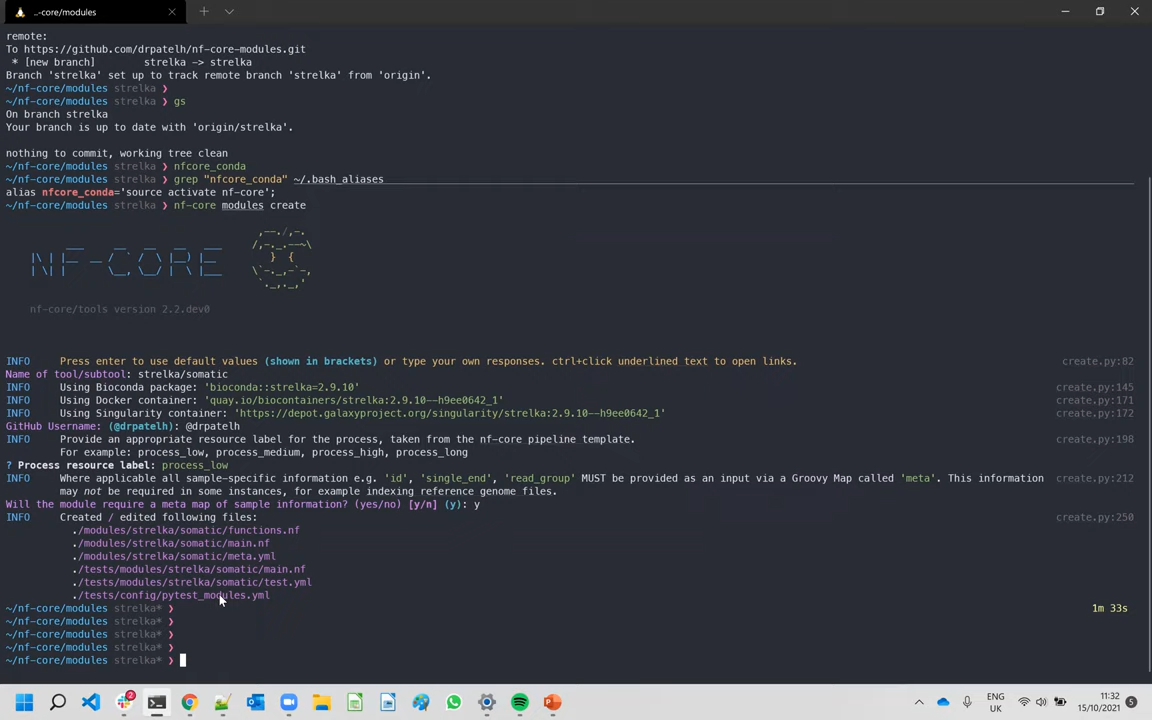 ..-core/modules
remote:
To https://github.com/drpatelh/nf-core-modules.git
* [new branch] strelka -> strelka
Branch 'strelka' set up to track remote branch 'strelka' from 'origin'.
~/nf-core/modules strelka ❯
~/nf-core/modules strelka ❯ gs
On branch strelka
Your branch is up to date with 'origin/strelka'.
nothing to commit, working tree clean
~/nf-core/modules strelka ❯ nfcore_conda
~/nf-core/modules strelka ❯ grep "nfcore_conda" ~/.bash_aliases
alias nfcore_conda='source activate nf-core';
~/nf-core/modules strelka ❯ nf-core modules create
nf-core/tools version 2.2.dev0
INFO Press enter to use default values (shown in brackets) or type your own responses. ctrl+click underlined text to open links. create.py:82
Name of tool/subtool: strelka/somatic
INFO Using Bioconda package: 'bioconda::strelka=2.9.10' create.py:145
INFO Using Docker container: 'quay.io/biocontainers/strelka:2.9.10--h9ee0642_1' create.py:171
INFO Using Singularity container: 'https://depot.galaxyproject.org/singularity/strelka:2.9.10--h9ee0642_1' create.py:172
GitHub Username: (@drpatelh): @drpatelh
INFO Provide an appropriate resource label for the process, taken from the nf-core pipeline template. create.py:198
For example: process_low, process_medium, process_high, process_long
? Process resource label: process_low
INFO Where applicable all sample-specific information e.g. 'id', 'single_end', 'read_group' MUST be provided as an input via a Groovy Map called 'meta'. This information create.py:212
may not be required in some instances, for example indexing reference genome files.
Will the module require a meta map of sample information? (yes/no) [y/n] (y): y
INFO Created / edited following files: create.py:250
./modules/strelka/somatic/functions.nf
./modules/strelka/somatic/main.nf
./modules/strelka/somatic/meta.yml
./tests/modules/strelka/somatic/main.nf
./tests/modules/strelka/somatic/test.yml
./tests/config/pytest_modules.yml
~/nf-core/modules strelka* ❯ 1m 33s
~/nf-core/modules strelka* ❯
~/nf-core/modules strelka* ❯
~/nf-core/modules strelka* ❯
~/nf-core/modules strelka* ❯
2
ENG
UK
11:32
15/10/2021
5